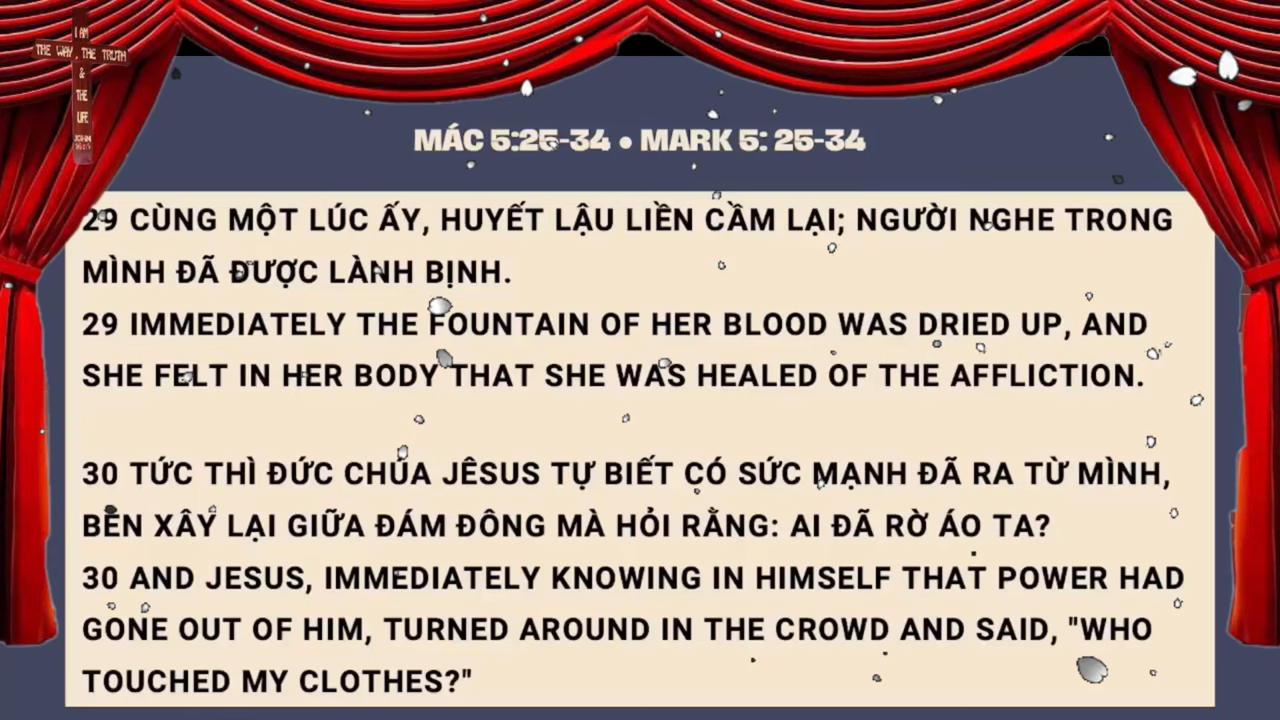 I AM
THE WAY, THE TRUTH
&
THE
LIFE
JOHN
MÁC 5:25-34 • MARK 5: 25-34
29 CÙNG MỘT LÚC ẤY, HUYẾT LẬU LIỀN CẦM LẠI; NGƯỜI NGHE TRONG
MÌNH ĐÃ ĐƯỢC LÀNH BỊNH.
29 IMMEDIATELY THE FOUNTAIN OF HER BLOOD WAS DRIED UP, AND
SHE FELT IN HER BODY THAT SHE WAS HEALED OF THE AFFLICTION.
30 TỨC THÌ ĐỨC CHÚA JÊSUS TỰ BIẾT CÓ SỨC MẠNH ĐÃ RA TỪ MÌNH,
BÈN XÂY LẠI GIỮA ĐÁM ĐÔNG MÀ HỎI RẰNG: AI ĐÃ RỜ ÁO TA?
30 AND JESUS, IMMEDIATELY KNOWING IN HIMSELF THAT POWER HAD
GONE OUT OF HIM, TURNED AROUND IN THE CROWD AND SAID, "WHO
TOUCHED MY CLOTHES?"